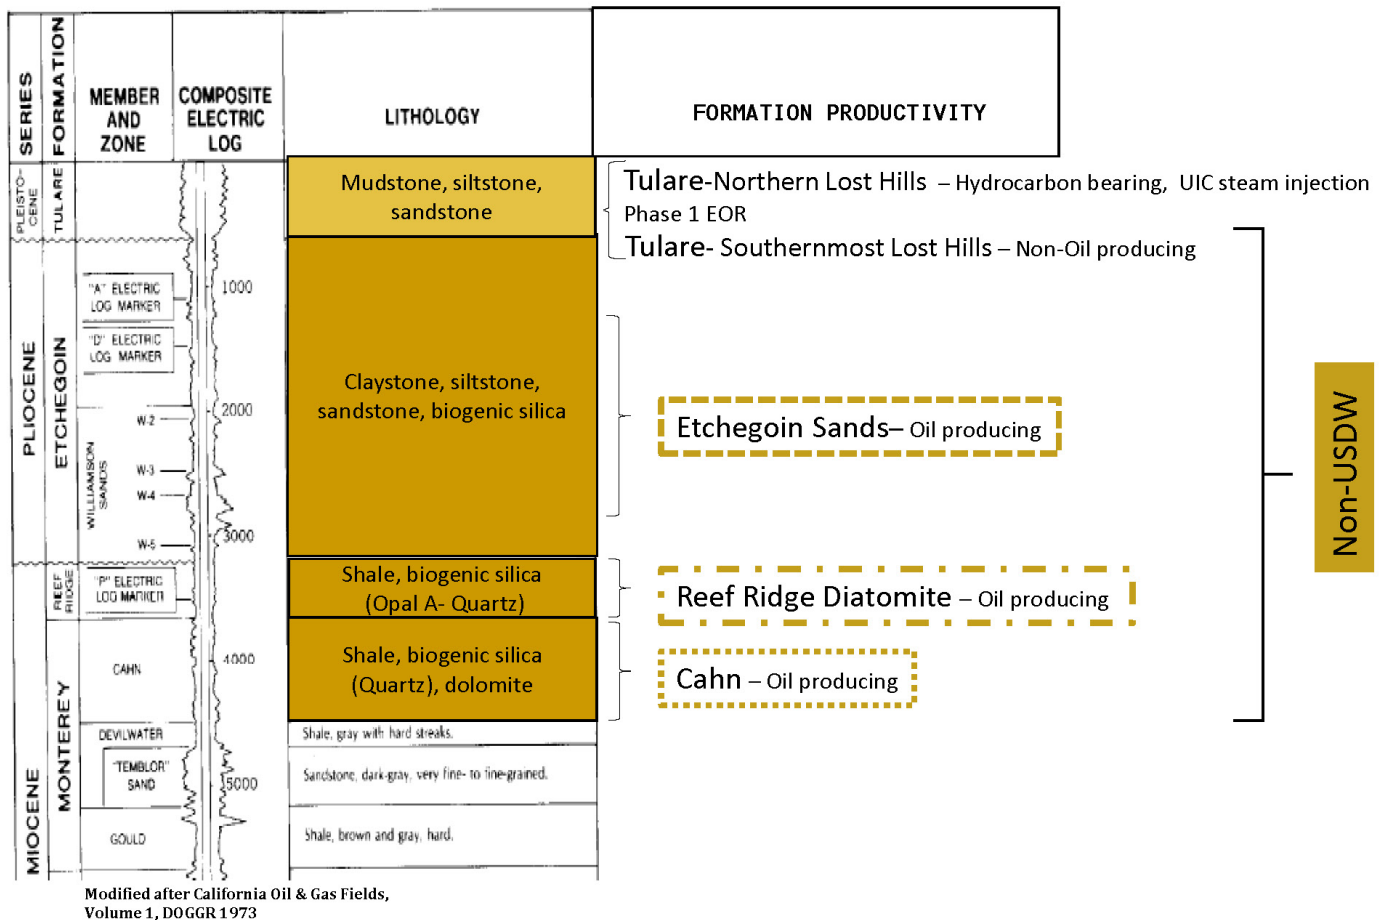 SERIES
FORMATION
MEMBER
AND
ZONE
COMPOSITE
ELECTRIC
LOG
LITHOLOGY
FORMATION PRODUCTIVITY
PLEISTO-
CENE
TULARE
Mudstone, siltstone,
sandstone
Tulare-Northern Lost Hills – Hydrocarbon bearing, UIC steam injection
Phase 1 EOR
Tulare- Southernmost Lost Hills – Non-Oil producing
PLIOCENE
ETCHEGOIN
"A" ELECTRIC
LOG MARKER
1000
"D" ELECTRIC
LOG MARKER
2000
WILLIAMSON
SANDS
W-2
W-3
W-4
W-5
3000
Claystone, siltstone,
sandstone, biogenic silica
Etchegoin Sands– Oil producing
Non-USDW
MIOCENE
REEF
RIDGE
"P" ELECTRIC
LOG MARKER
Shale, biogenic silica
(Opal A- Quartz)
Reef Ridge Diatomite – Oil producing
MONTEREY
CAHN
4000
Shale, biogenic silica
(Quartz), dolomite
Cahn – Oil producing
DEVILWATER
Shale, gray with hard streaks.
"TEMBLOR"
SAND
5000
Sandstone, dark-gray, very fine- to fine-grained.
GOULD
Shale, brown and gray, hard.
Modified after California Oil & Gas Fields,
Volume 1, DOGGR 1973